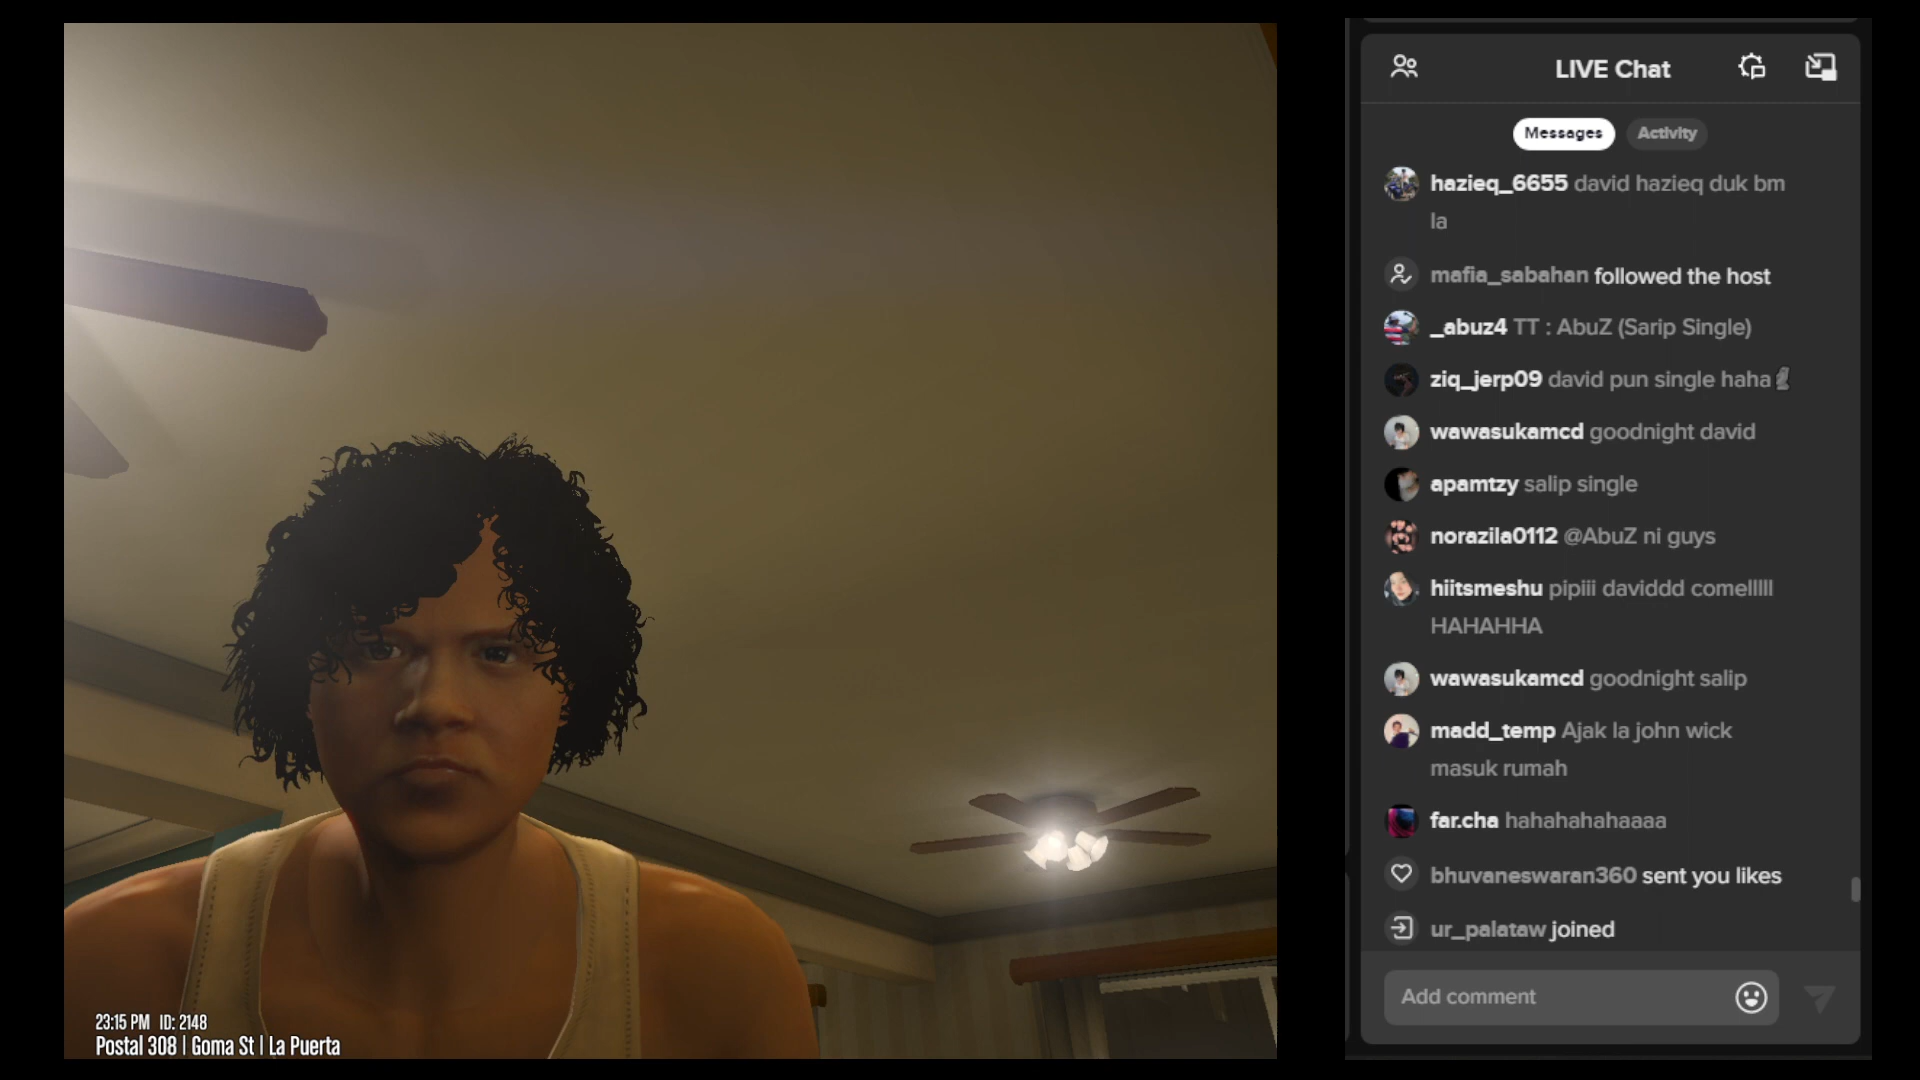 LIVE Chat
Messages Activity
hazieq_6655 david hazieq duk bm
la
mafia_sabahan followed the host
_abuz4 TT : AbuZ (Sarip Single)
ziq_jerp09 david pun single haha🗿
wawasukamcd goodnight david
apamtzy salip single
norazila0112 @AbuZ ni guys
hiitsmeshu pipiii daviddd comelllll
HAHAHHA
wawasukamcd goodnight salip
madd_temp Ajak la john wick
masuk rumah
far.cha hahahahahaaaa
bhuvaneswaran360 sent you likes
ur_palataw joined
Add comment
23:15 PM ID: 2148
Postal 308 | Goma St | La Puerta